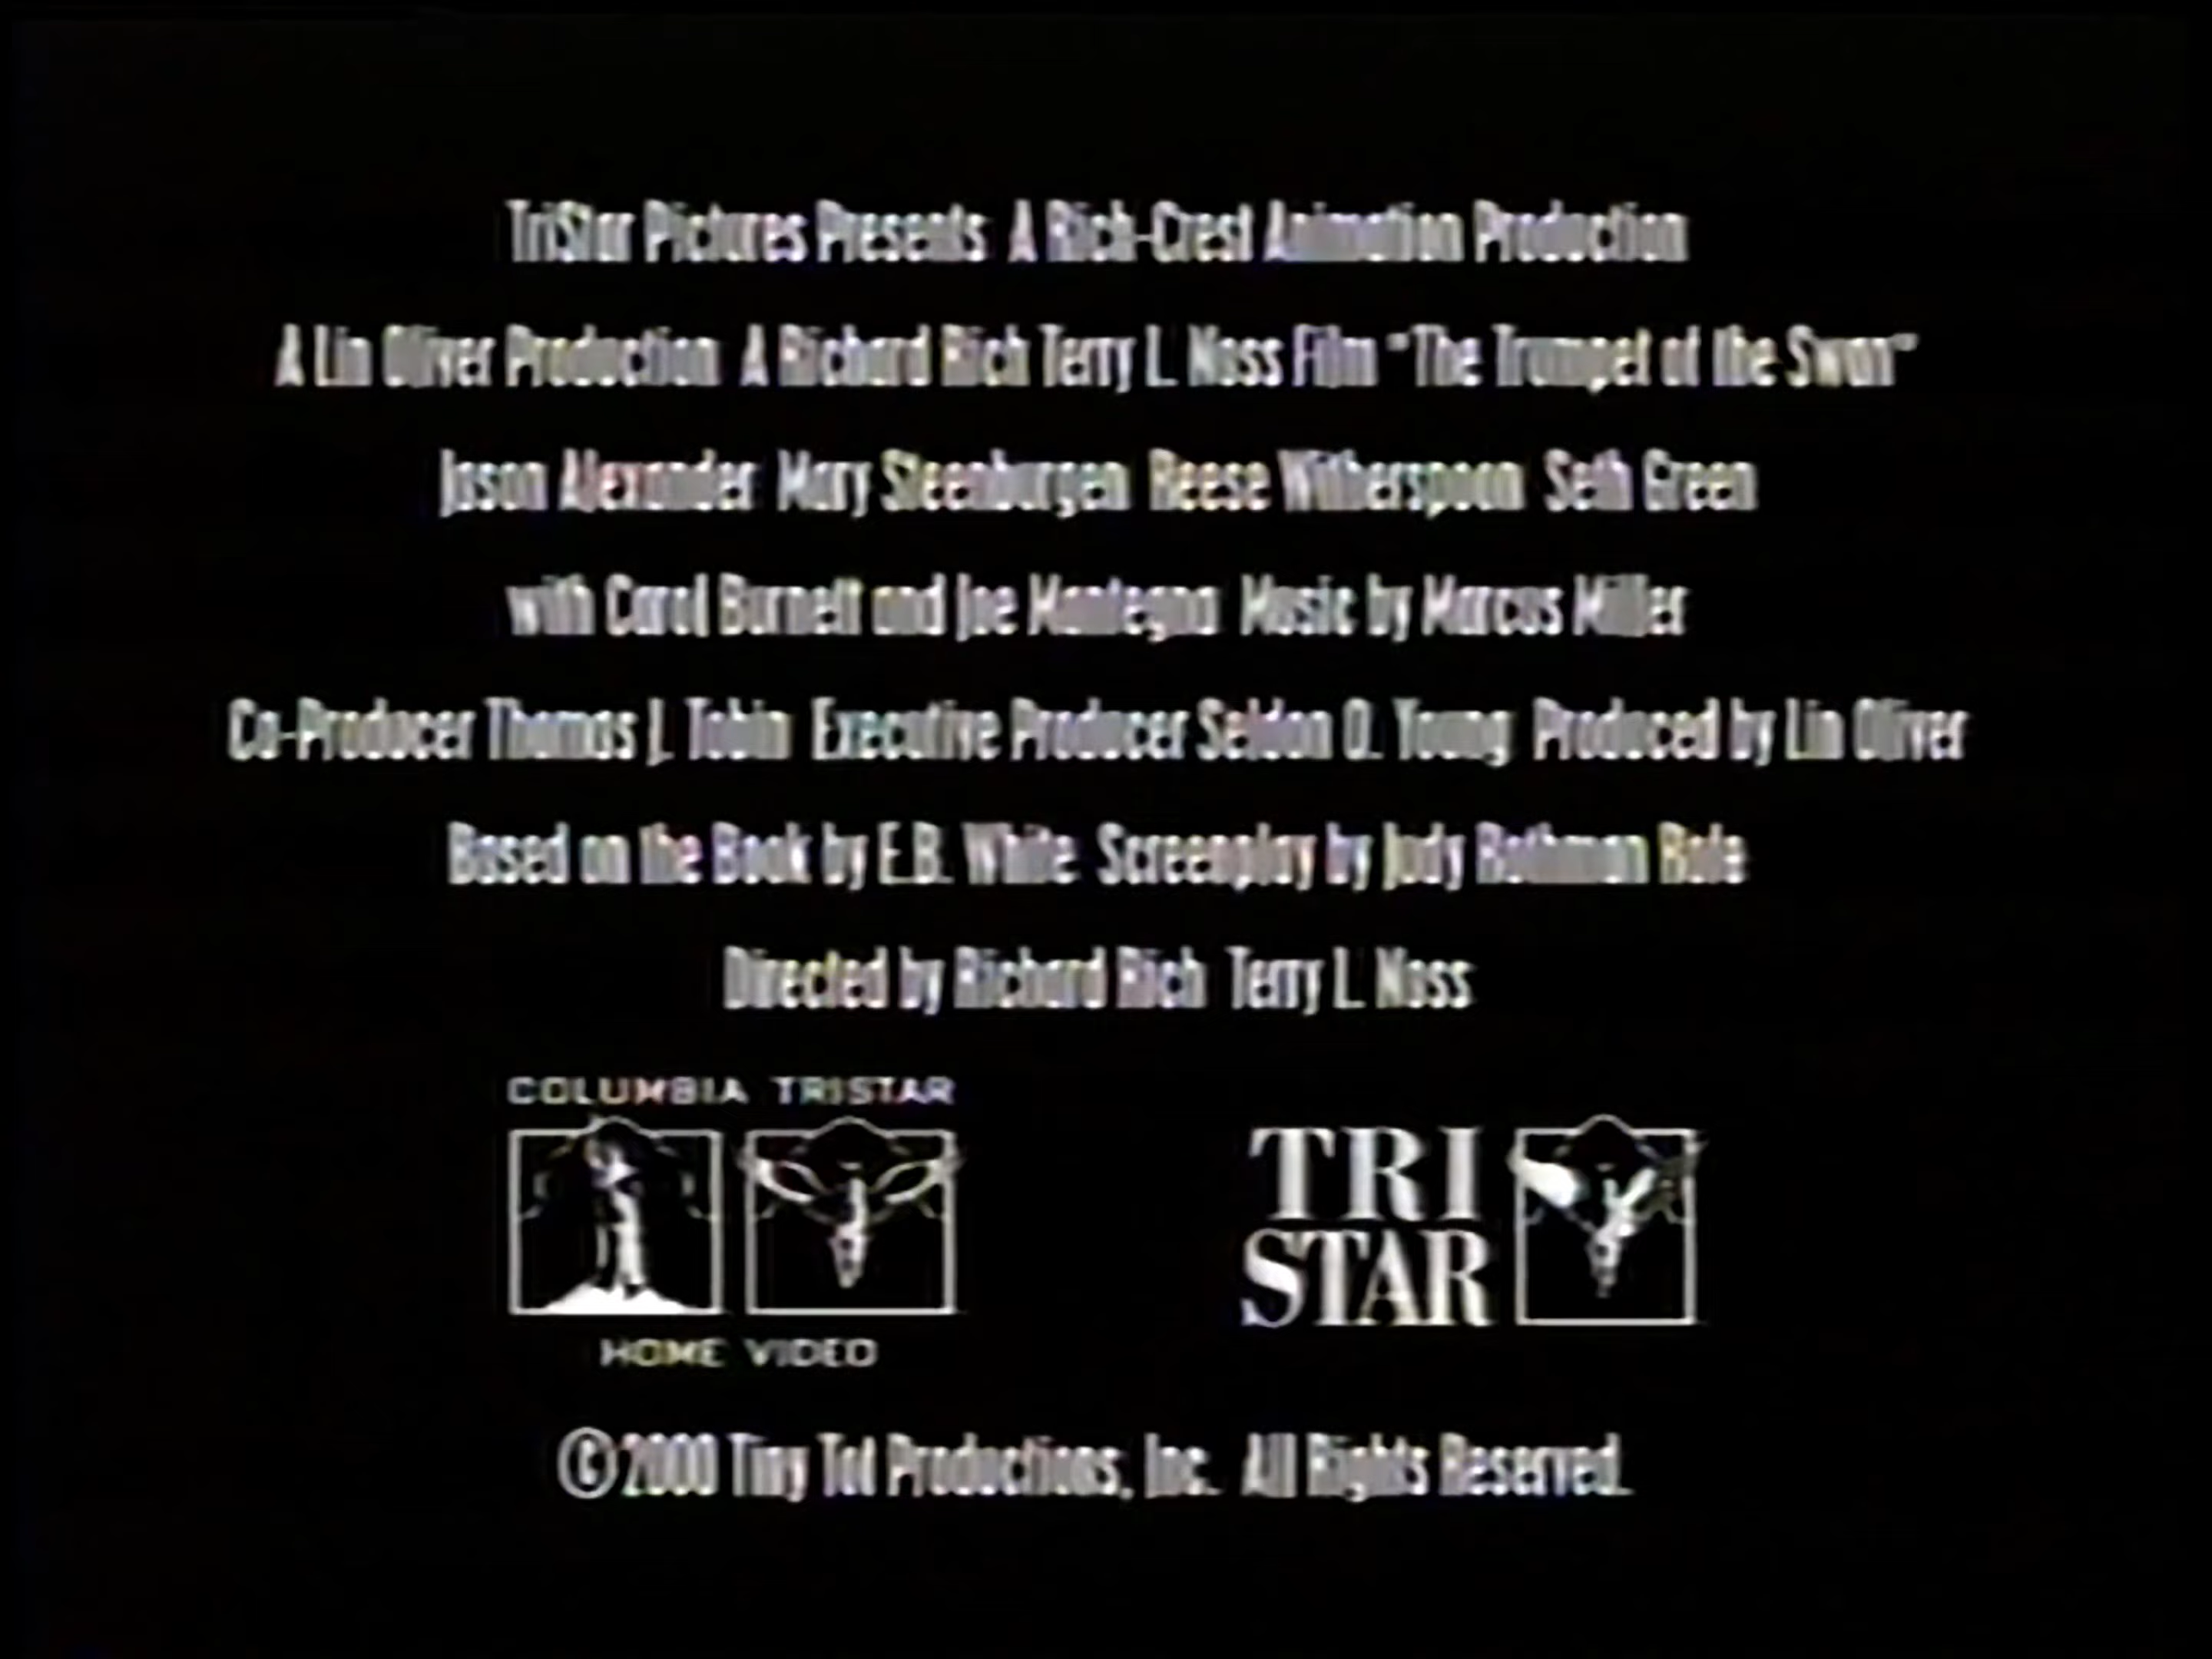 TriStar Pictures Presents A Rich-Crest Animation Production
A Lin Oliver Production A Richard Rich Terry L. Noss Film "The Trumpet of the Swan"
Jason Alexander Mary Steenburgen Reese Witherspoon Seth Green
with Carol Burnett and Joe Mantegna Music by Marcus Miller
Co-Producer Thomas J. Tobin Executive Producer Seldon O. Young Produced by Lin Oliver
Based on the Book by E.B. White Screenplay by Judy Rothman Rofe
Directed by Richard Rich Terry L. Noss
COLUMBIA TRISTAR
HOME VIDEO
TRI
STAR
©2000 Tiny Tot Productions, Inc. All Rights Reserved.